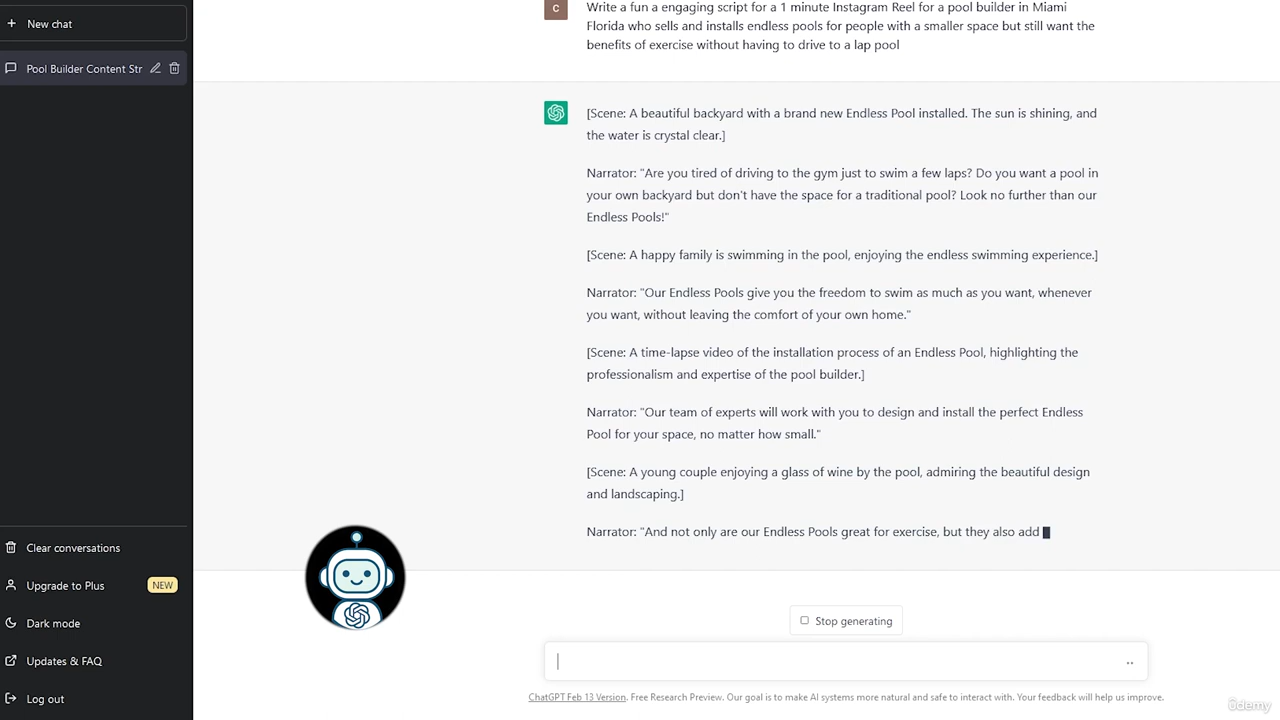 New chat
Pool Builder Content Str
Clear conversations
Upgrade to Plus NEW
Dark mode
Updates & FAQ
Log out
C
Write a fun a engaging script for a 1 minute Instagram Reel for a pool builder in Miami
Florida who sells and installs endless pools for people with a smaller space but still want the
benefits of exercise without having to drive to a lap pool
[Scene: A beautiful backyard with a brand new Endless Pool installed. The sun is shining, and
the water is crystal clear.]
Narrator: "Are you tired of driving to the gym just to swim a few laps? Do you want a pool in
your own backyard but don't have the space for a traditional pool? Look no further than our
Endless Pools!"
[Scene: A happy family is swimming in the pool, enjoying the endless swimming experience.]
Narrator: "Our Endless Pools give you the freedom to swim as much as you want, whenever
you want, without leaving the comfort of your own home."
[Scene: A time-lapse video of the installation process of an Endless Pool, highlighting the
professionalism and expertise of the pool builder.]
Narrator: "Our team of experts will work with you to design and install the perfect Endless
Pool for your space, no matter how small."
[Scene: A young couple enjoying a glass of wine by the pool, admiring the beautiful design
and landscaping.]
Narrator: "And not only are our Endless Pools great for exercise, but they also add
Stop generating
ChatGPT Feb 13 Version. Free Research Preview. Our goal is to make AI systems more natural and safe to interact with. Your feedback will help us improve.
ûdemy